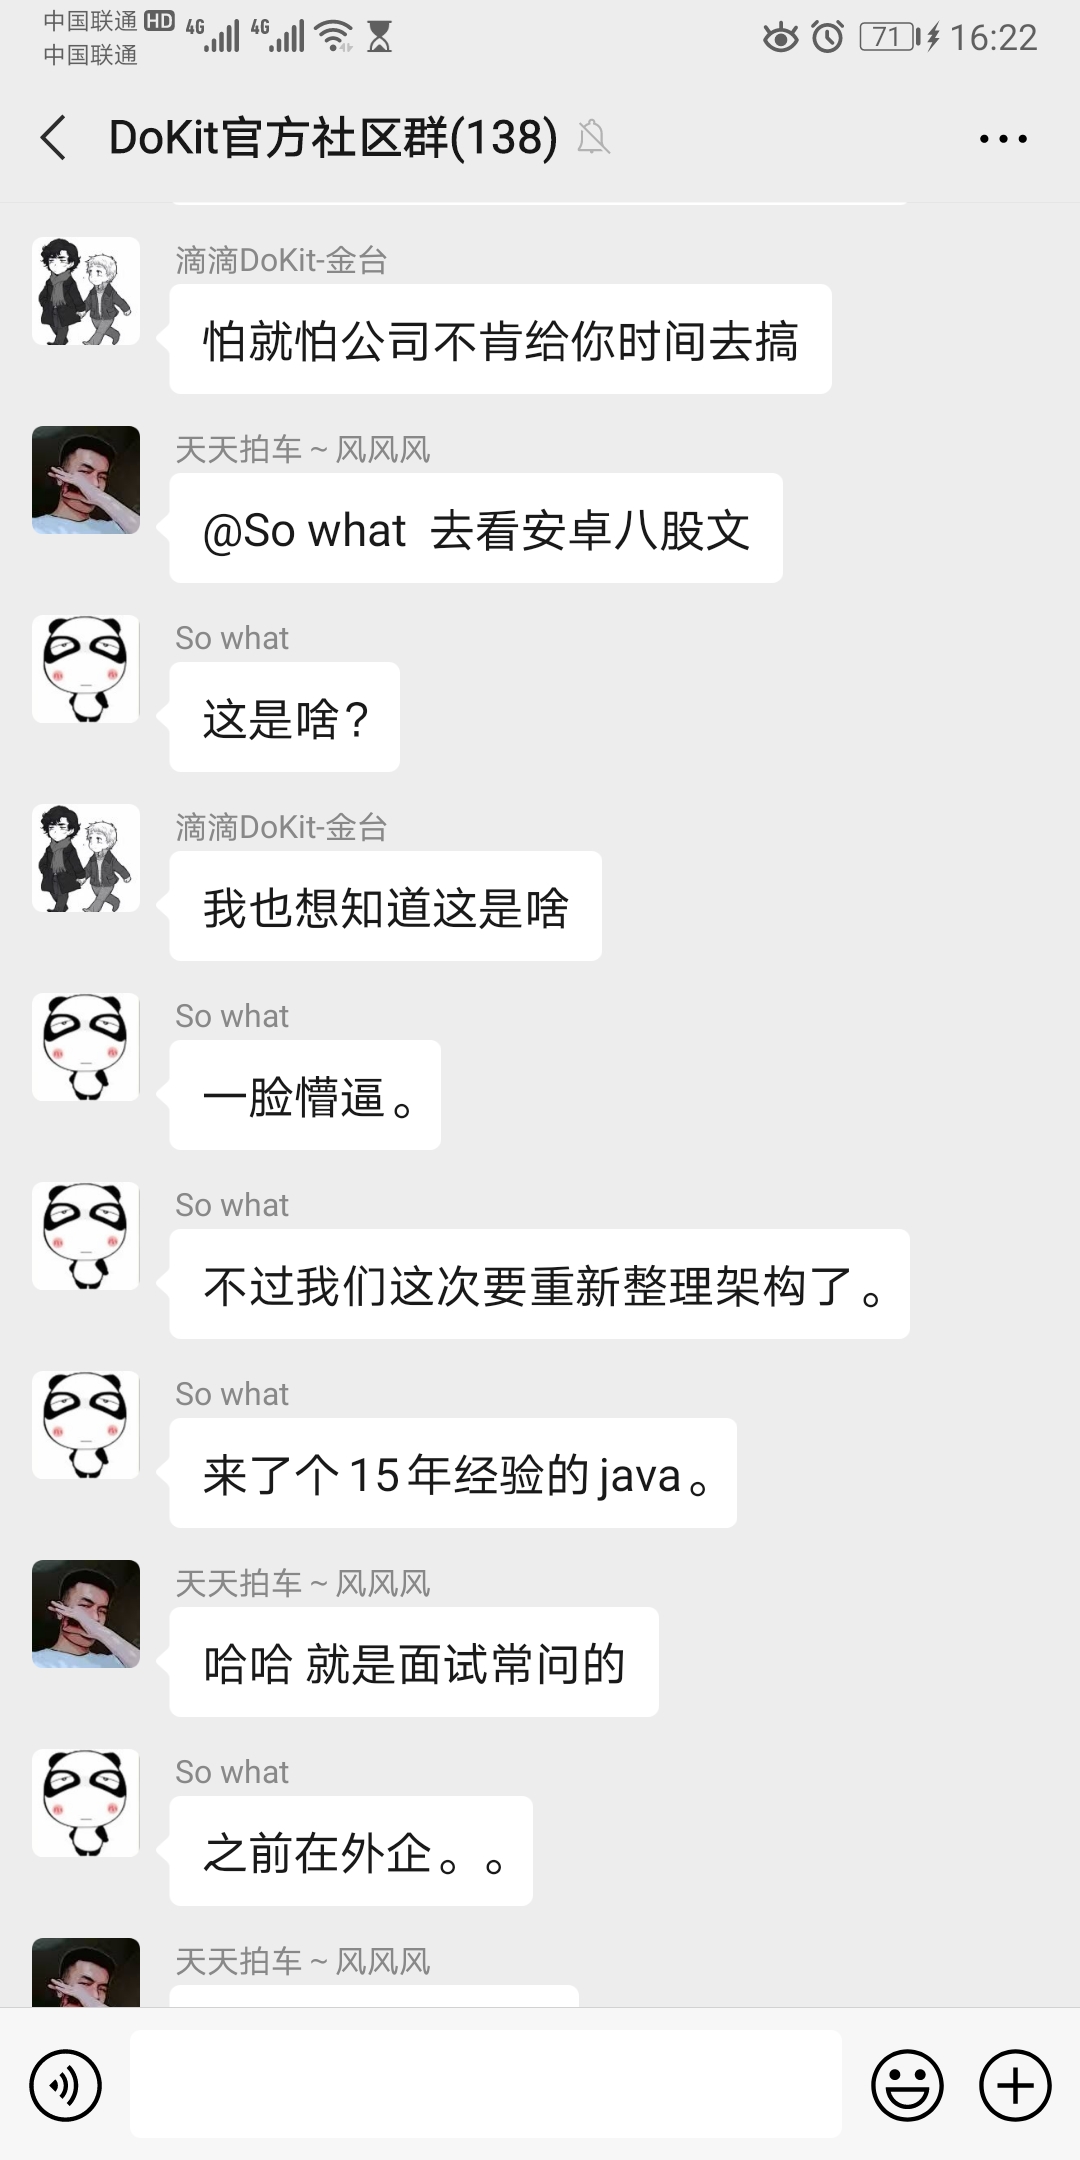 中国联通 HD 4G 4G 71 16:22
中国联通
DoKit官方社区群(138)
滴滴DoKit-金台
怕就怕公司不肯给你时间去搞
天天拍车 ~ 风风风
@So what 去看安卓八股文
So what
这是啥?
滴滴DoKit-金台
我也想知道这是啥
So what
一脸懵逼。
So what
不过我们这次要重新整理架构了。
So what
来了个15年经验的java。
天天拍车 ~ 风风风
哈哈 就是面试常问的
So what
之前在外企。。
天天拍车 ~ 风风风